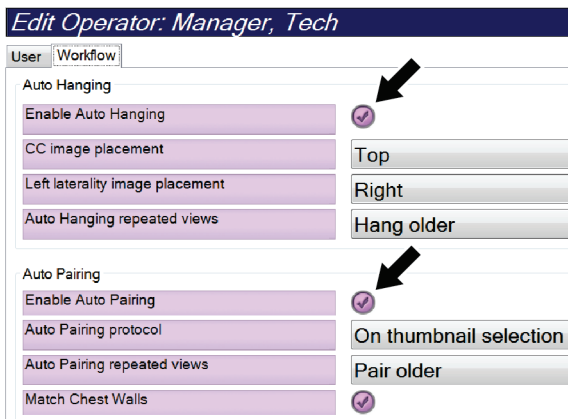 Edit Operator: Manager, Tech
User Workflow
Auto Hanging
Enable Auto Hanging
CC image placement Top
Left laterality image placement Right
Auto Hanging repeated views Hang older
Auto Pairing
Enable Auto Pairing
Auto Pairing protocol On thumbnail selection
Auto Pairing repeated views Pair older
Match Chest Walls